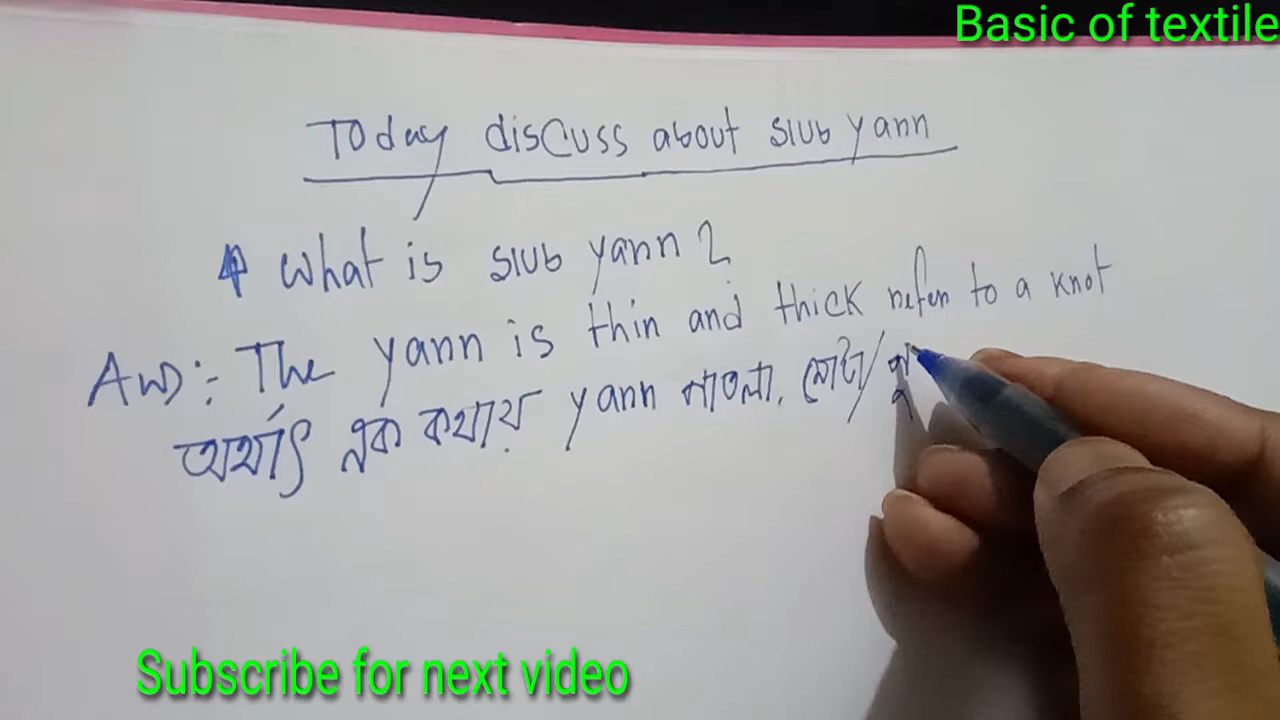 Basic of textile
Today discuss about slub yarn
What is slub yarn ?
Ans:- The yarn is thin and thick refer to a knot
অর্থাৎ এক কথায় yarn পাতলা, মোটা/
Subscribe for next video